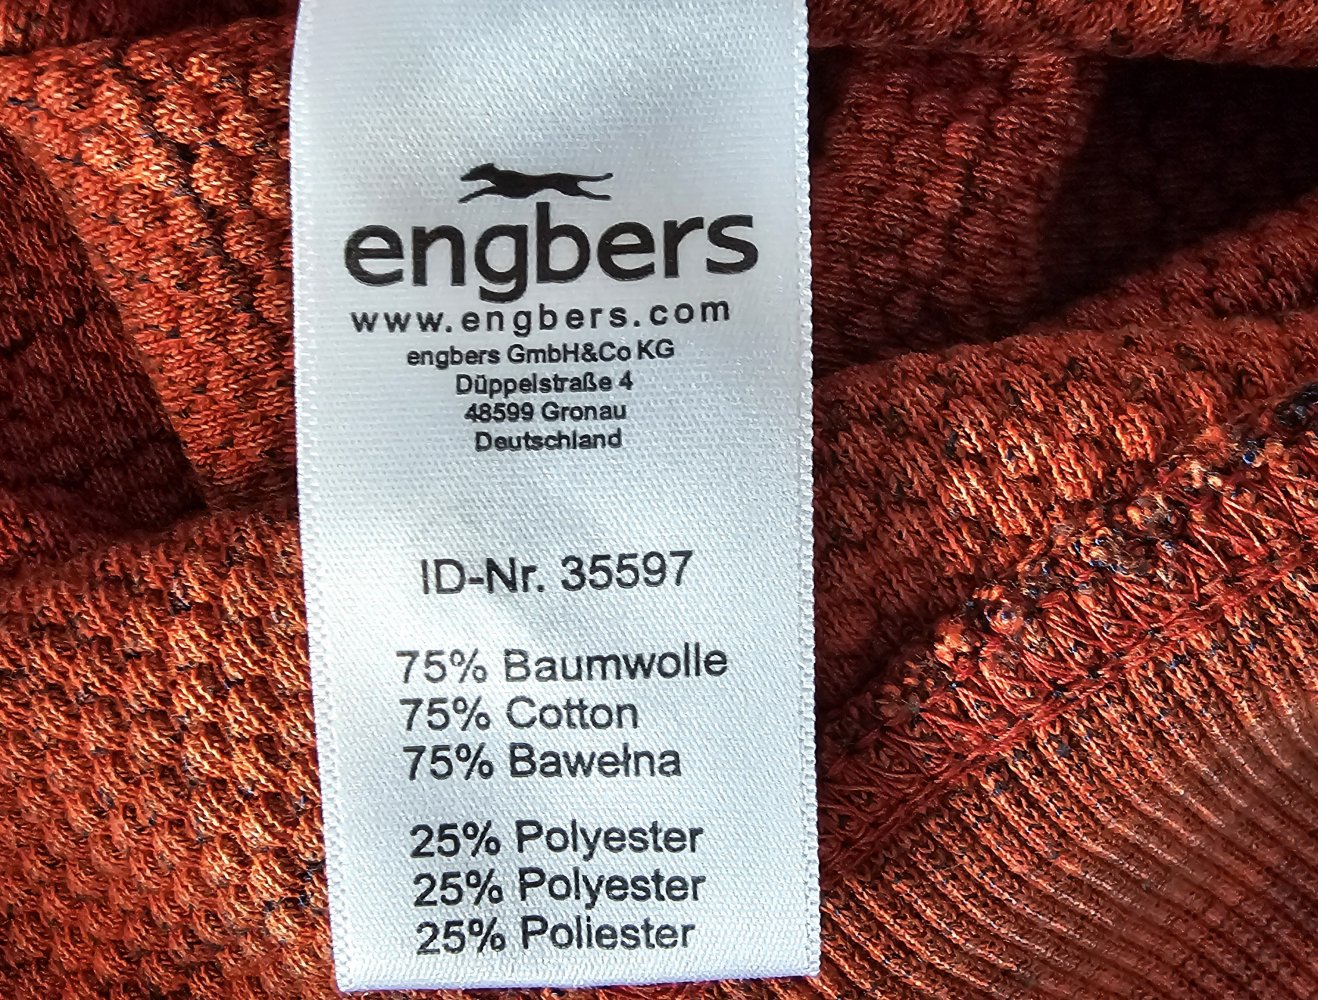 engbers
www.engbers.com
engbers GmbH&Co KG
Düppelstraße 4
48599 Gronau
Deutschland
ID-Nr. 35597
75% Baumwolle
75% Cotton
75% Bawełna
25% Polyester
25% Polyester
25% Poliester